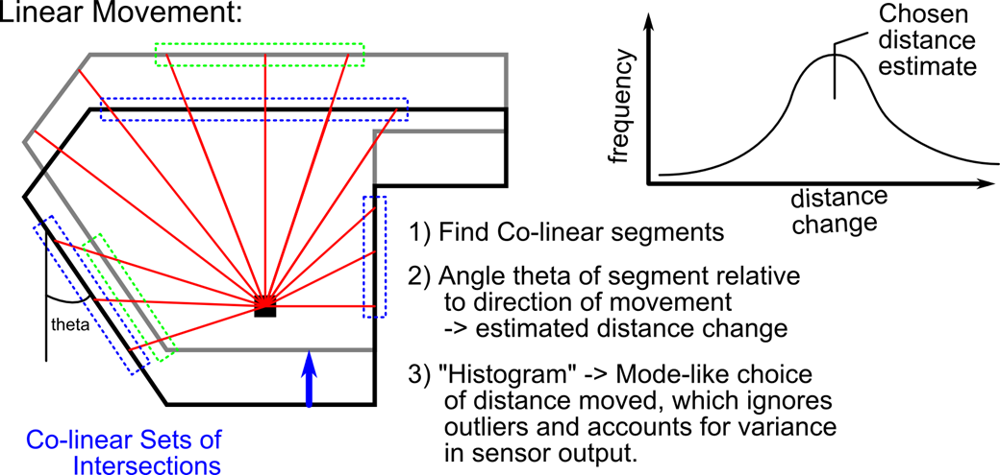 Linear Movement:
Chosen
distance
estimate
frequency
distance
change
theta
1) Find Co-linear segments
2) Angle theta of segment relative
to direction of movement
-> estimated distance change
3) "Histogram" -> Mode-like choice
of distance moved, which ignores
outliers and accounts for variance
in sensor output.
Co-linear Sets of
Intersections